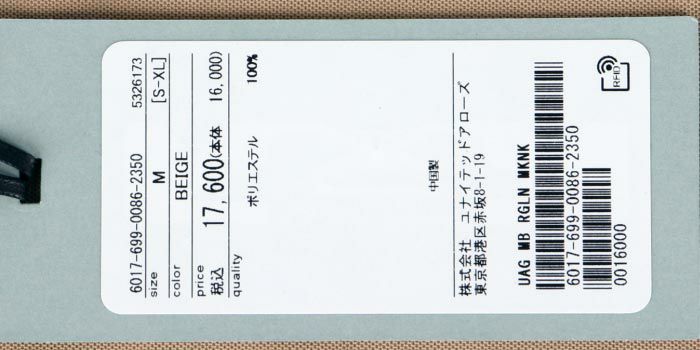 6017-699-0086-2350 5326173
size M [S-XL]
color BEIGE
price
税込 17,600(本体 16,000)
quality
ポリエステル 100%
中国製
株式会社 ユナイテッドアローズ
東京都港区赤坂8-1-19
UAG MB RGLN MKNK
6017-699-0086-2350
0016000
RFID